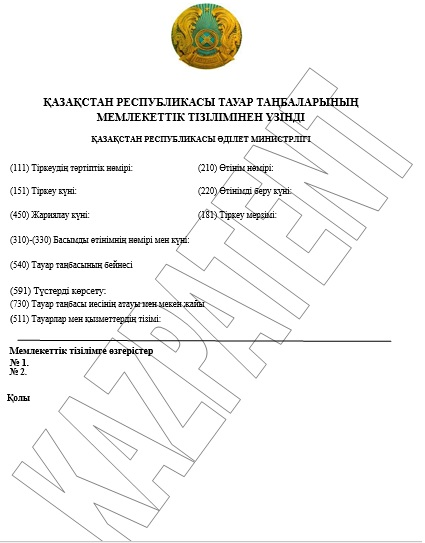 ҚАЗАҚСТАН РЕСПУБЛИКАСЫ ТАУАР ТАҢБАЛАРЫНЫҢ
МЕМЛЕКЕТТІК ТІЗІЛІМІНЕН ҮЗІНДІ
ҚАЗАҚСТАН РЕСПУБЛИКАСЫ ӘДІЛЕТ МИНИСТРЛІГІ
(111) Тіркеудің тәртіптік нөмірі: (210) Өтінім нөмірі:
(151) Тіркеу күні: (220) Өтінімді беру күні:
(450) Жариялау күні: (181) Тіркеу мерзімі:
(310)-(330) Басымды өтінімнің нөмірі мен күні:
(540) Тауар таңбасының бейнесі
(591) Түстерді көрсету:
(730) Тауар таңбасы иесінің атауы мен мекен жайы
(511) Тауарлар мен қызметтердің тізімі:
Мемлекеттік тізілімге өзгерістер
№ 1.
№ 2.
Қолы
KAZPATENT